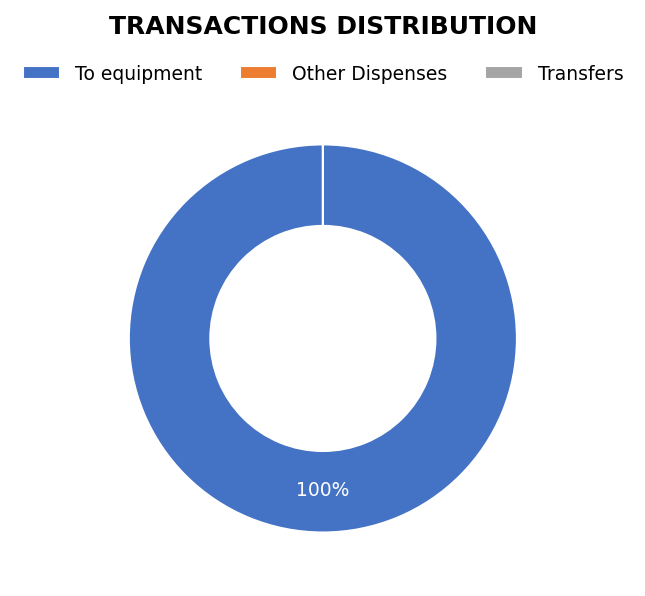 TRANSACTIONS DISTRIBUTION
To equipment Other Dispenses Transfers
100%